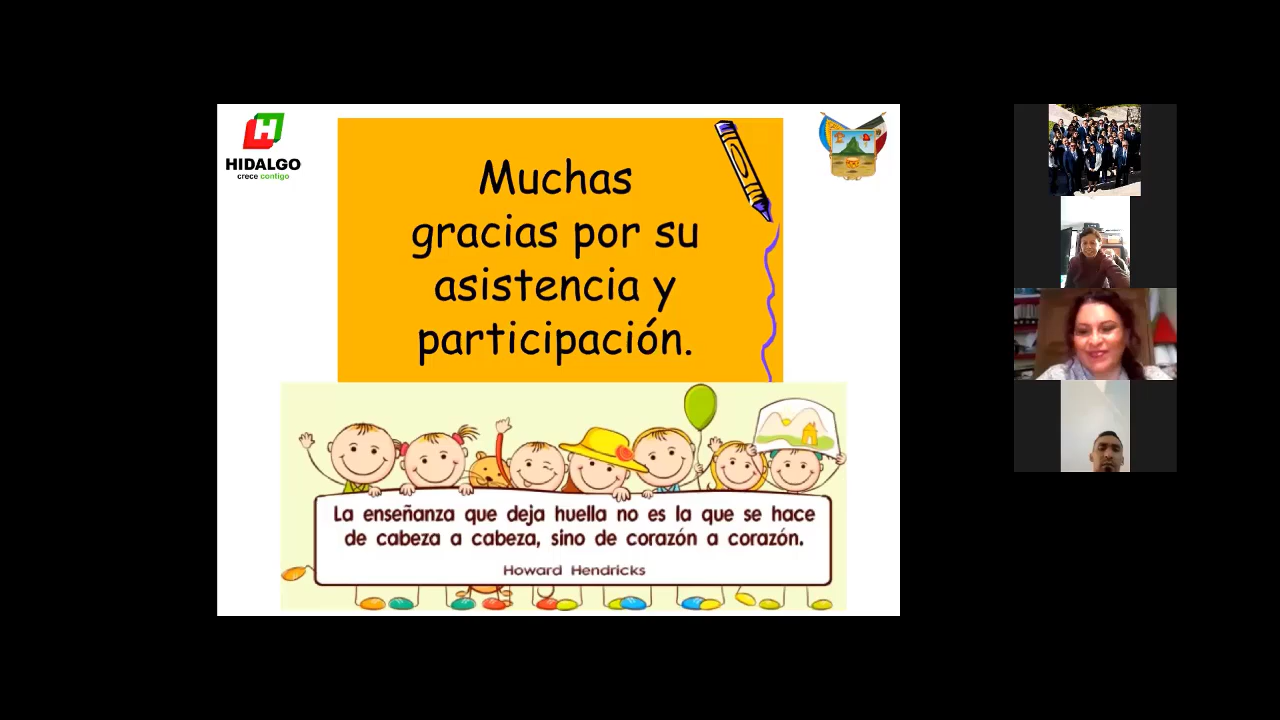 H
HIDALGO
crece contigo
Muchas
gracias por su
asistencia y
participación.
La enseñanza que deja huella no es la que se hace
de cabeza a cabeza, sino de corazón a corazón.
Howard Hendricks